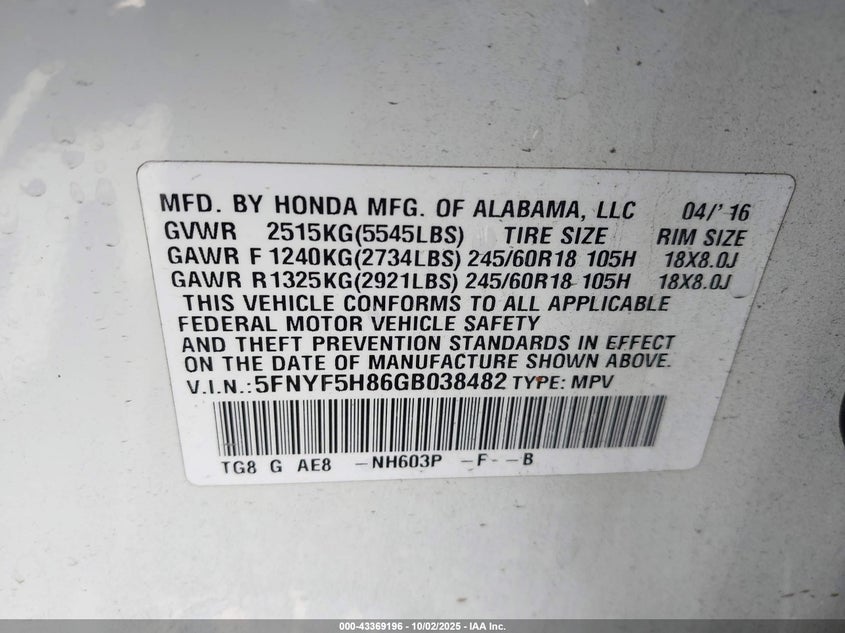 MFD. BY HONDA MFG. OF ALABAMA, LLC 04/'16
GVWR 2515KG(5545LBS) TIRE SIZE RIM SIZE
GAWR F 1240KG(2734LBS) 245/60R18 105H 18X8.0J
GAWR R 1325KG(2921LBS) 245/60R18 105H 18X8.0J
THIS VEHICLE CONFORMS TO ALL APPLICABLE
FEDERAL MOTOR VEHICLE SAFETY
AND THEFT PREVENTION STANDARDS IN EFFECT
ON THE DATE OF MANUFACTURE SHOWN ABOVE.
V.I.N.: 5FNYF5H86GB038482 TYPE: MPV
TG8 G AE8 -NH603P -F- -B
000-43369196 - 10/02/2025 - IAA Inc.